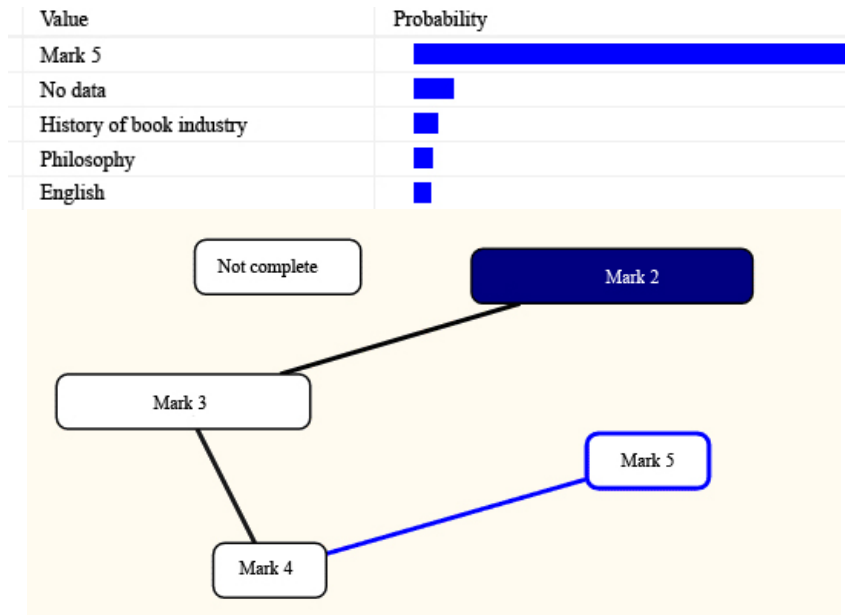 Value Probability
Mark 5
No data
History of book industry
Philosophy
English
Not complete
Mark 2
Mark 3
Mark 5
Mark 4